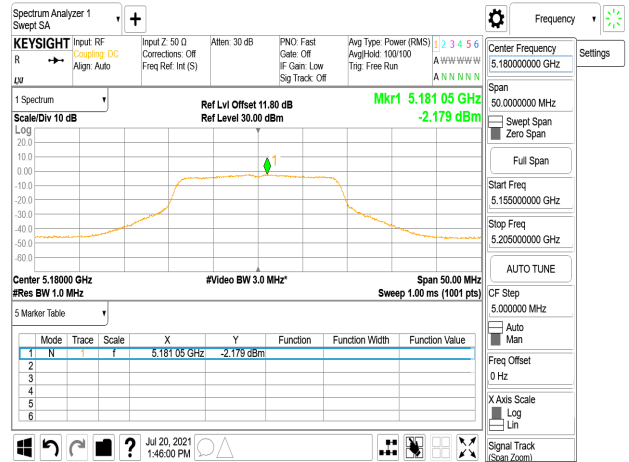 Spectrum Analyzer 1
Swept SA
KEYSIGHT
R
LXI
Input: RF
Coupling: DC
Align: Auto
Input Z: 50 Ω
Corrections: Off
Freq Ref: Int (S)
Atten: 30 dB
PNO: Fast
Gate: Off
IF Gain: Low
Sig Track: Off
Avg Type: Power (RMS)
Avg|Hold: 100/100
Trig: Free Run
1 2 3 4 5 6
A W W W W W
A N N N N N
1 Spectrum
Scale/Div 10 dB
Ref Lvl Offset 11.80 dB
Ref Level 30.00 dBm
Mkr1 5.181 05 GHz
-2.179 dBm
Log
20.0
10.0
0.00
-10.0
-20.0
-30.0
-40.0
-50.0
-60.0
1
Center 5.18000 GHz
#Res BW 1.0 MHz
#Video BW 3.0 MHz*
Span 50.00 MHz
Sweep 1.00 ms (1001 pts)
5 Marker Table
Mode Trace Scale X Y Function Function Width Function Value
1 N 1 f 5.181 05 GHz -2.179 dBm
2
3
4
5
6
Jul 20, 2021
1:46:00 PM
?
Frequency
Settings
Center Frequency
5.180000000 GHz
Span
50.0000000 MHz
Swept Span
Zero Span
Full Span
Start Freq
5.155000000 GHz
Stop Freq
5.205000000 GHz
AUTO TUNE
CF Step
5.000000 MHz
Auto
Man
Freq Offset
0 Hz
X Axis Scale
Log
Lin
Signal Track
(Span Zoom)